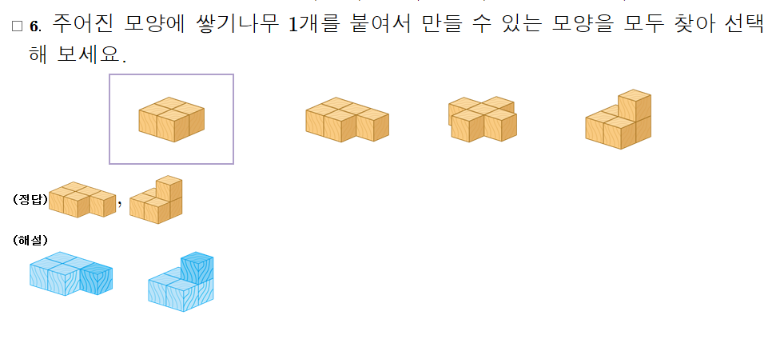 □ 6. 주어진 모양에 쌓기나무 1개를 붙여서 만들 수 있는 모양을 모두 찾아 선택
해 보세요.
(정답) ,
(해설)